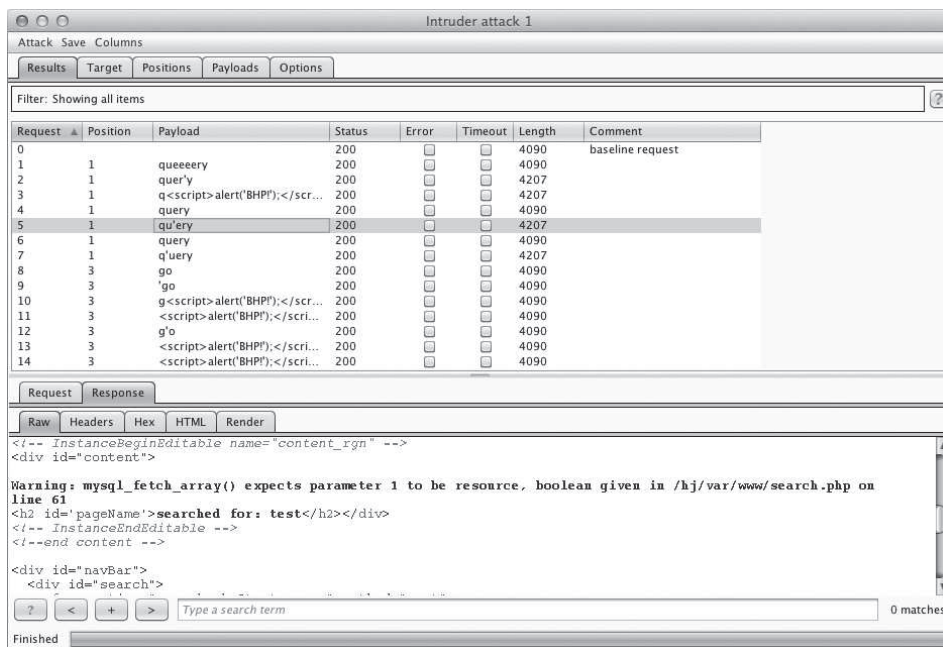 Intruder attack 1
Attack Save Columns
Results Target Positions Payloads Options
Filter: Showing all items
?
Request Position Payload Status Error Timeout Length Comment
0 200 4090 baseline request
1 1 queeeery 200 4090
2 1 quer'y 200 4207
3 1 q<script>alert('BHP!');</scr... 200 4207
4 1 query 200 4090
5 1 qu'ery 200 4207
6 1 query 200 4090
7 1 q'uery 200 4207
8 3 go 200 4090
9 3 'go 200 4090
10 3 g<script>alert('BHP!');</scr... 200 4090
11 3 <script>alert('BHP!');</scri... 200 4090
12 3 g'o 200 4090
13 3 <script>alert('BHP!');</scri... 200 4090
14 3 <script>alert('BHP!');</scri... 200 4090
Request Response
Raw Headers Hex HTML Render
<!-- InstanceBeginEditable name="content_rgn" -->
<div id="content">
Warning: mysql_fetch_array() expects parameter 1 to be resource, boolean given in /hj/var/www/search.php on
line 61
<h2 id='pageName'>searched for: test</h2></div>
<!-- InstanceEndEditable -->
<!--end content -->
<div id="navBar">
<div id="search">
? < + > Type a search term 0 matches
Finished